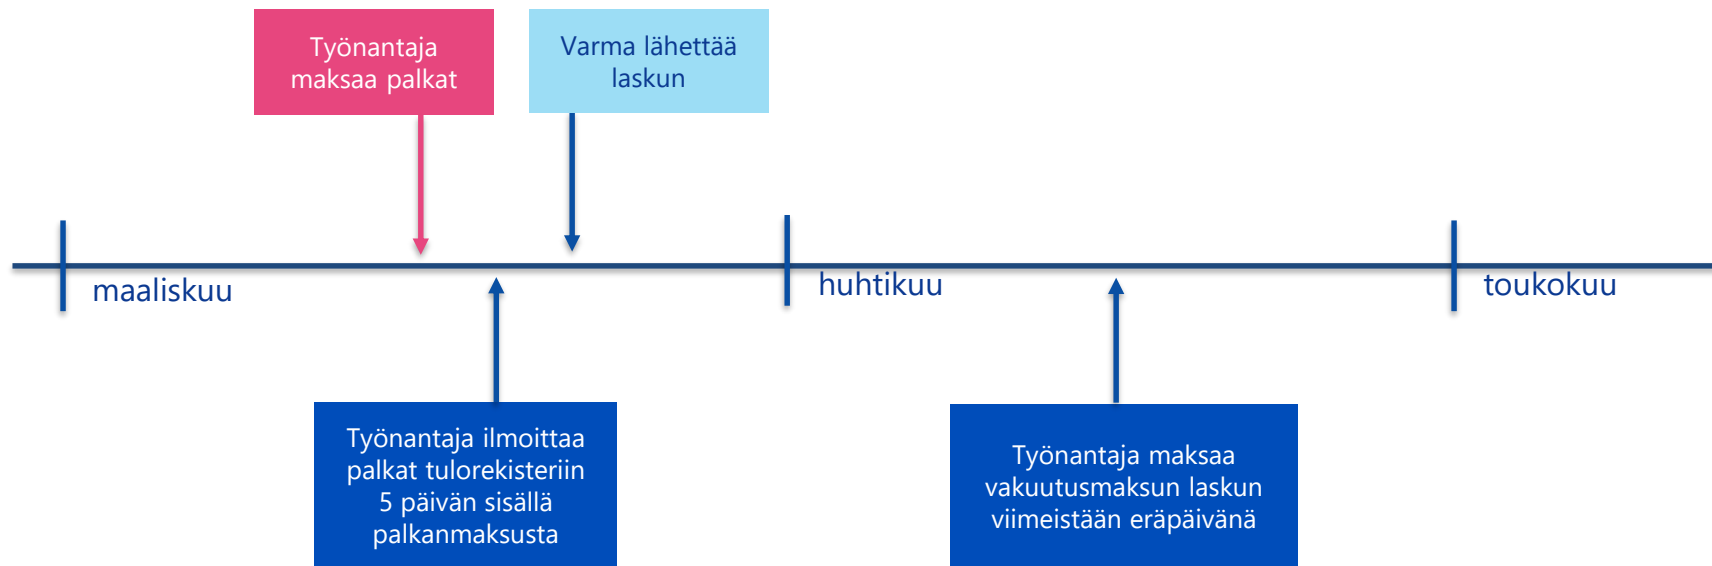 Työnantaja
maksaa palkat
Varma lähettää
laskun
maaliskuu
huhtikuu
toukokuu
Työnantaja ilmoittaa
palkat tulorekisteriin
5 päivän sisällä
palkanmaksusta
Työnantaja maksaa
vakuutusmaksun laskun
viimeistään eräpäivänä